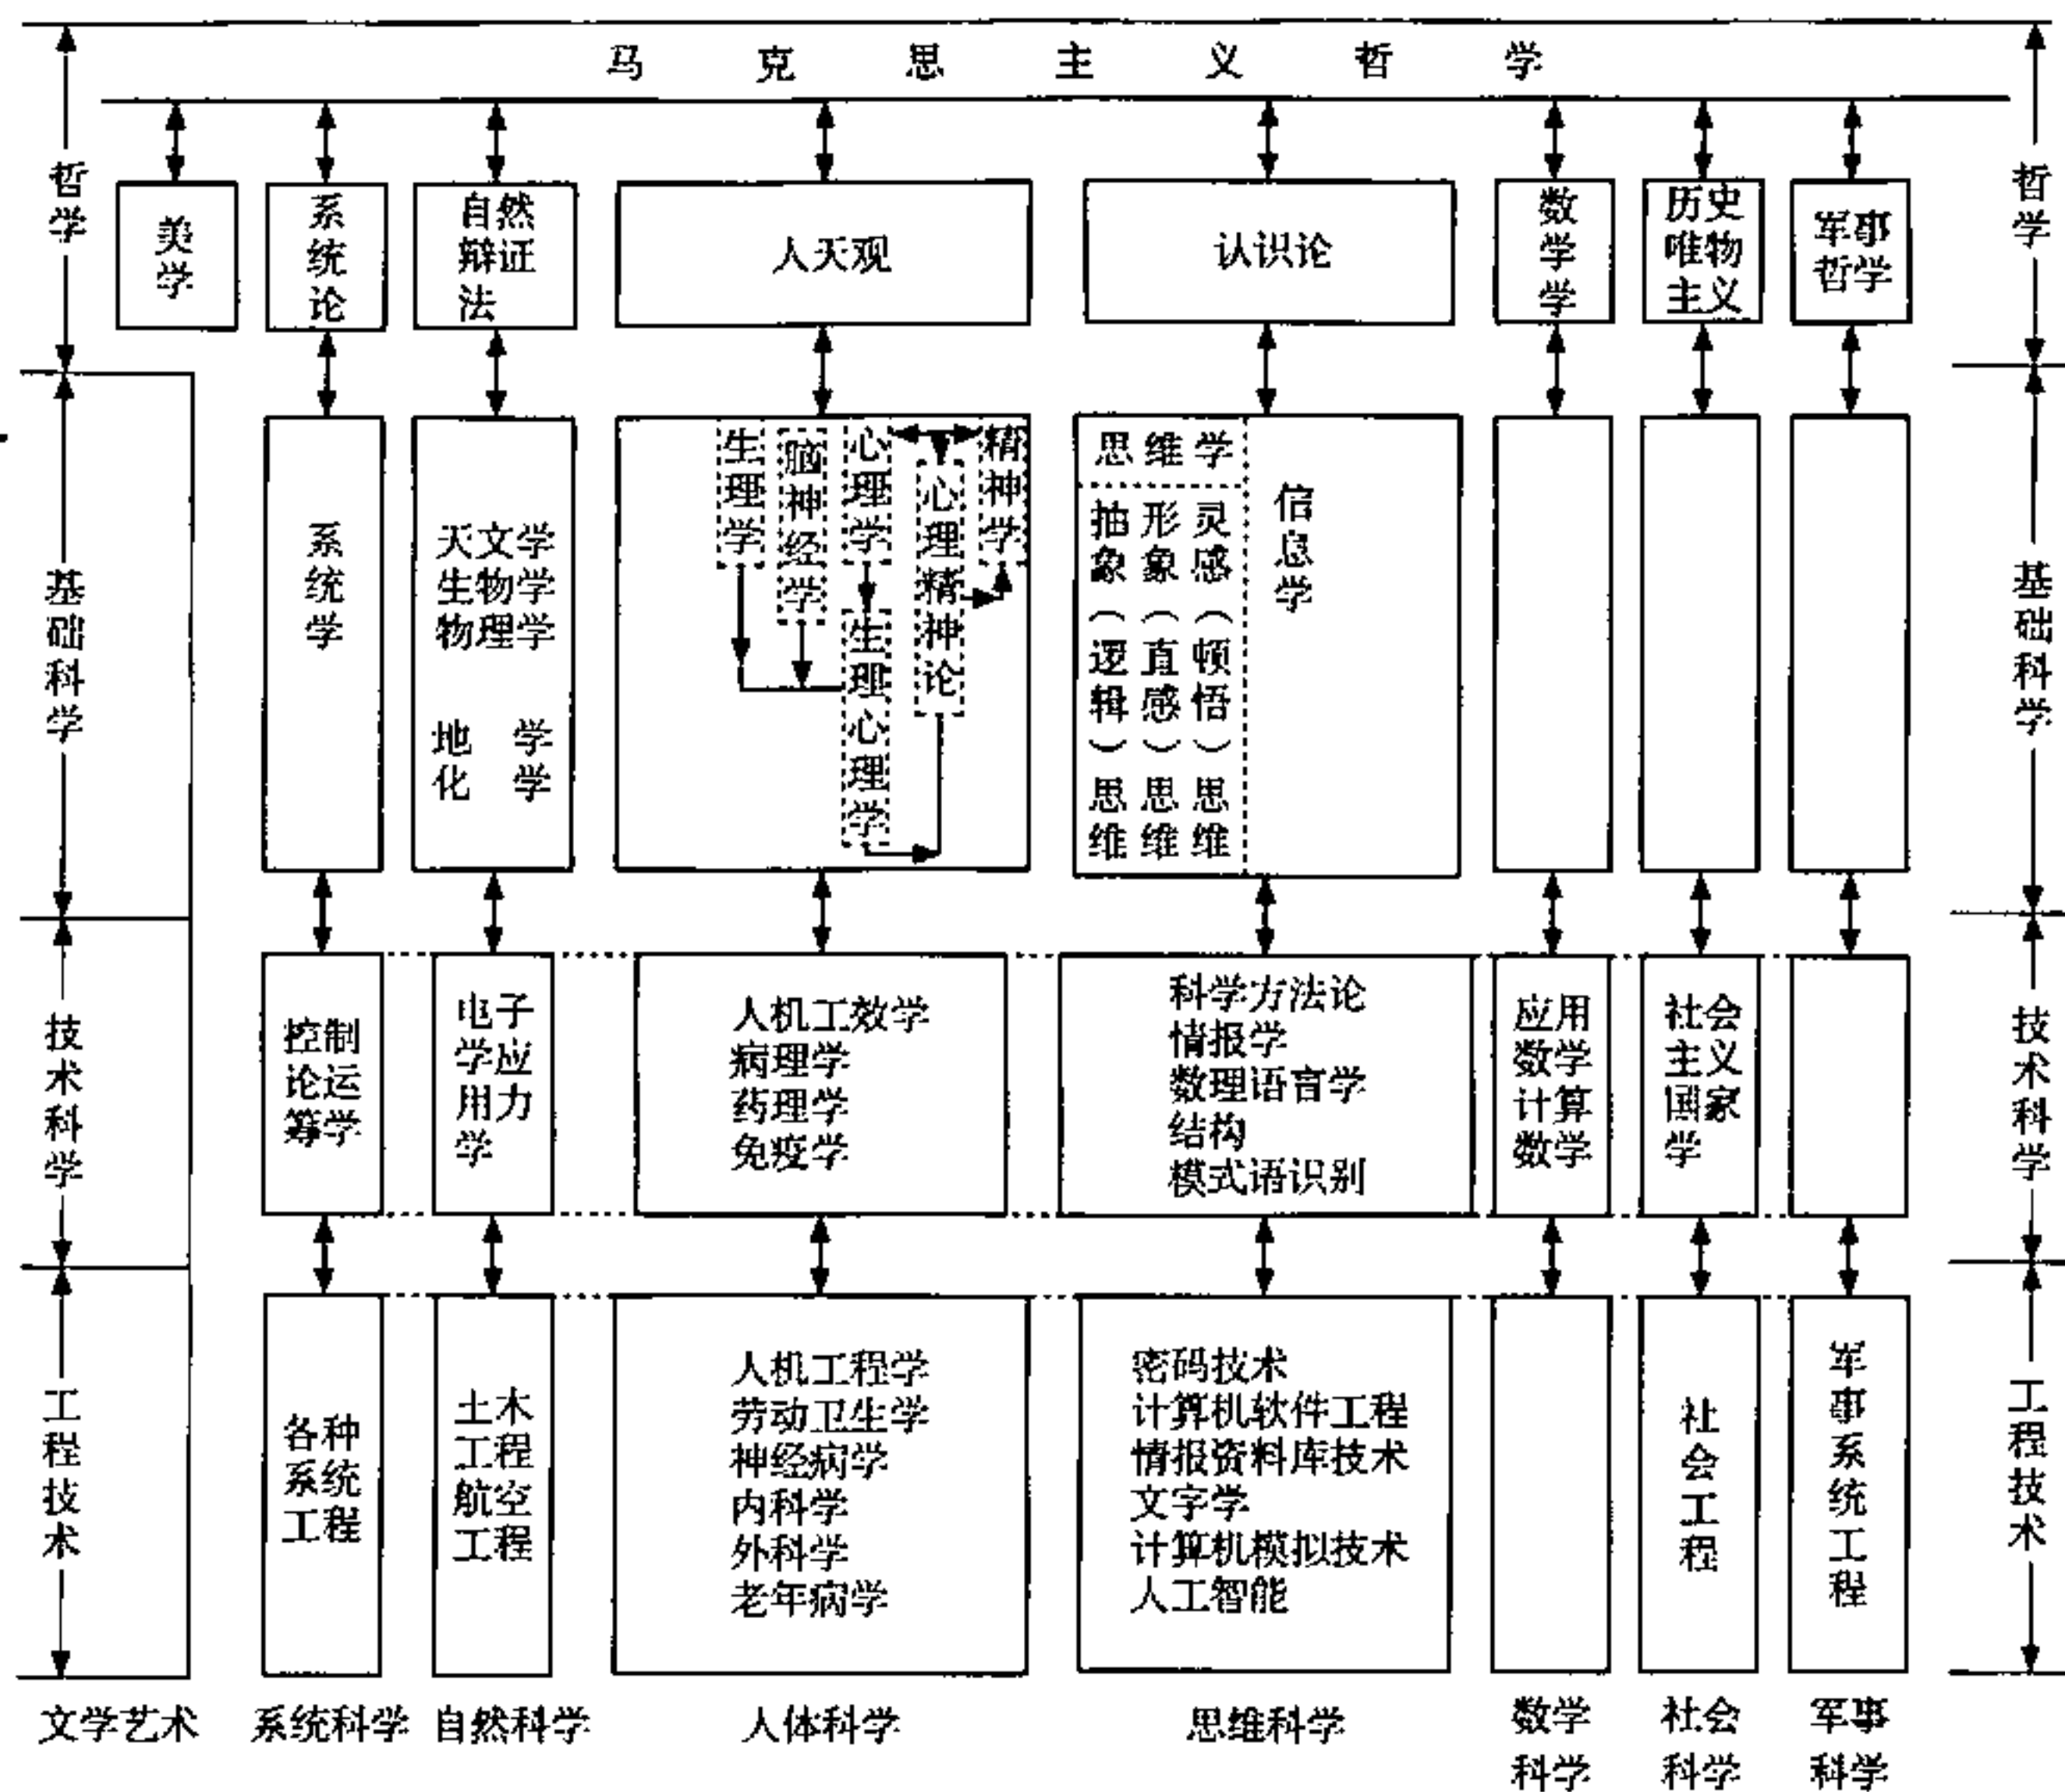 马克思主义哲学
哲学
美学
系统论
自然
辩证
法
人天观
认识论
数学学
历史
唯物
主义
军事
哲学
哲学
基础科学
系统学
天文学
生物学
物理学
地学
化学
生理学
脑神经学
心理学
心理精神论
精神学
生理心理学
思维学
抽象（逻辑）思维
形象（直感）思维
灵感（顿悟）思维
信息学
基础科学
技术科学
控制
论运
筹学
电子
学应
用力
学
人机工效学
病理学
药理学
免疫学
科学方法论
情报学
数理语言学
结构
模式语识别
应用
数学
计算
数学
社会
主义
国家
学
技术科学
工程技术
各种
系统
工程
土木
工程
航空
工程
人机工程学
劳动卫生学
神经病学
内科学
外科学
老年病学
密码技术
计算机软件工程
情报资料库技术
文字学
计算机模拟技术
人工智能
社会工程
军事系统工程
工程技术
文学艺术
系统科学
自然科学
人体科学
思维科学
数学
科学
社会
科学
军事
科学